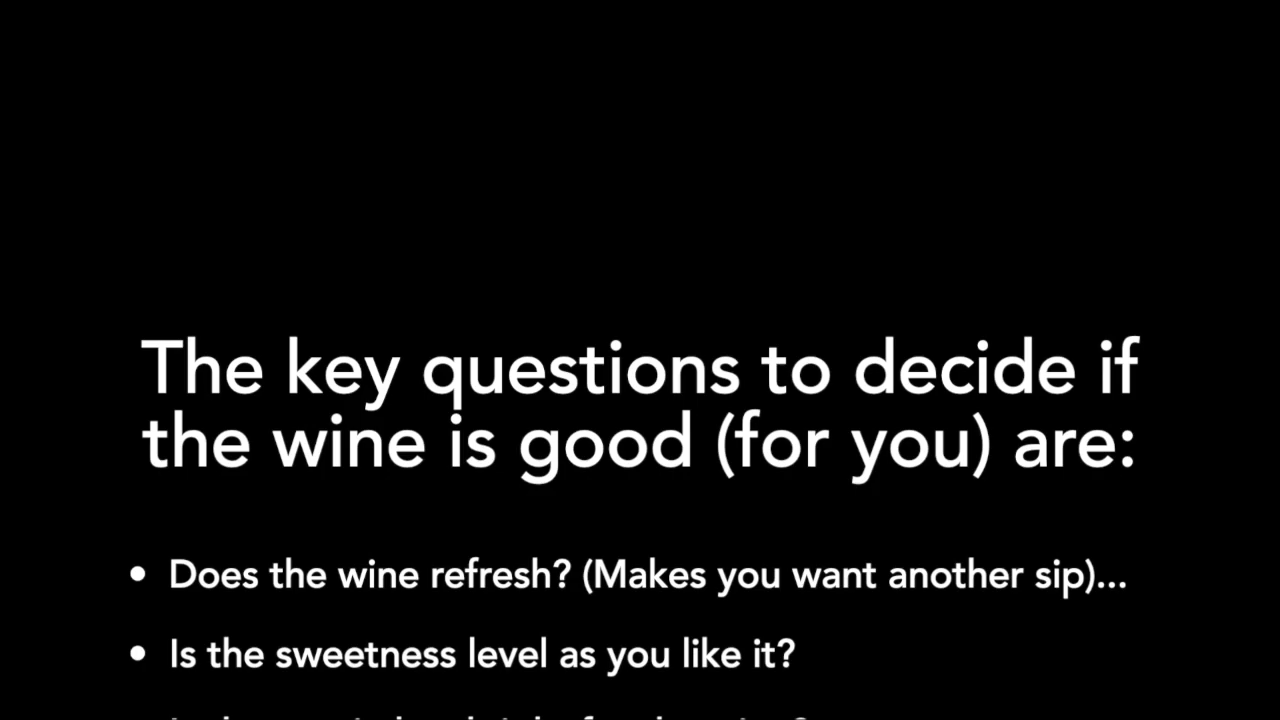 The key questions to decide if
the wine is good (for you) are:
• Does the wine refresh? (Makes you want another sip)...
• Is the sweetness level as you like it?